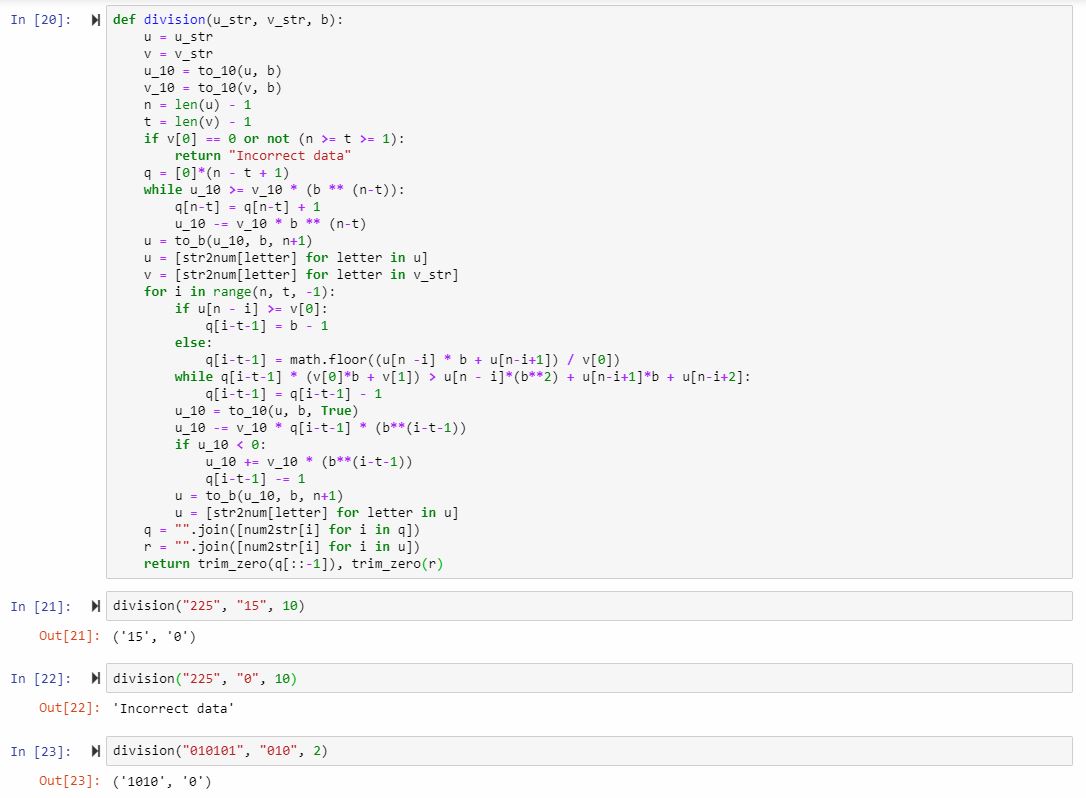 In [20]: def division(u_str, v_str, b):
    u = u_str
    v = v_str
    u_10 = to_10(u, b)
    v_10 = to_10(v, b)
    n = len(u) - 1
    t = len(v) - 1
    if v[0] == 0 or not (n >= t >= 1):
        return "Incorrect data"
    q = [0]*(n - t + 1)
    while u_10 >= v_10 * (b ** (n-t)):
        q[n-t] = q[n-t] + 1
        u_10 -= v_10 * b ** (n-t)
    u = to_b(u_10, b, n+1)
    u = [str2num[letter] for letter in u]
    v = [str2num[letter] for letter in v_str]
    for i in range(n, t, -1):
        if u[n - i] >= v[0]:
            q[i-t-1] = b - 1
        else:
            q[i-t-1] = math.floor((u[n -i] * b + u[n-i+1]) / v[0])
        while q[i-t-1] * (v[0]*b + v[1]) > u[n - i]*(b**2) + u[n-i+1]*b + u[n-i+2]:
            q[i-t-1] = q[i-t-1] - 1
        u_10 = to_10(u, b, True)
        u_10 -= v_10 * q[i-t-1] * (b**(i-t-1))
        if u_10 < 0:
            u_10 += v_10 * (b**(i-t-1))
            q[i-t-1] -= 1
        u = to_b(u_10, b, n+1)
        u = [str2num[letter] for letter in u]
    q = "".join([num2str[i] for i in q])
    r = "".join([num2str[i] for i in u])
    return trim_zero(q[::-1]), trim_zero(r)
In [21]: division("225", "15", 10)
Out[21]: ('15', '0')
In [22]: division("225", "0", 10)
Out[22]: 'Incorrect data'
In [23]: division("010101", "010", 2)
Out[23]: ('1010', '0')